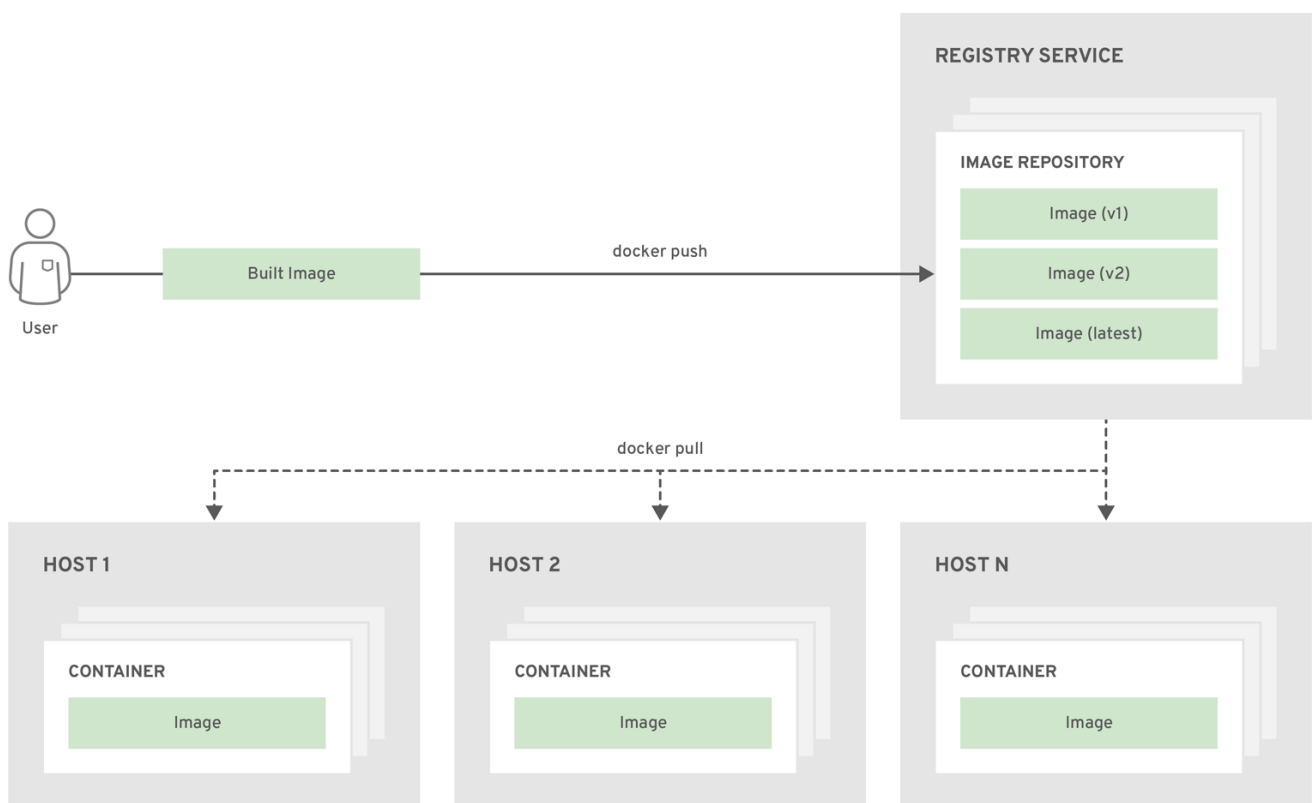 REGISTRY SERVICE
IMAGE REPOSITORY
Image (v1)
Image (v2)
Image (latest)
User
Built Image
docker push
docker pull
HOST 1
CONTAINER
Image
HOST 2
CONTAINER
Image
HOST N
CONTAINER
Image